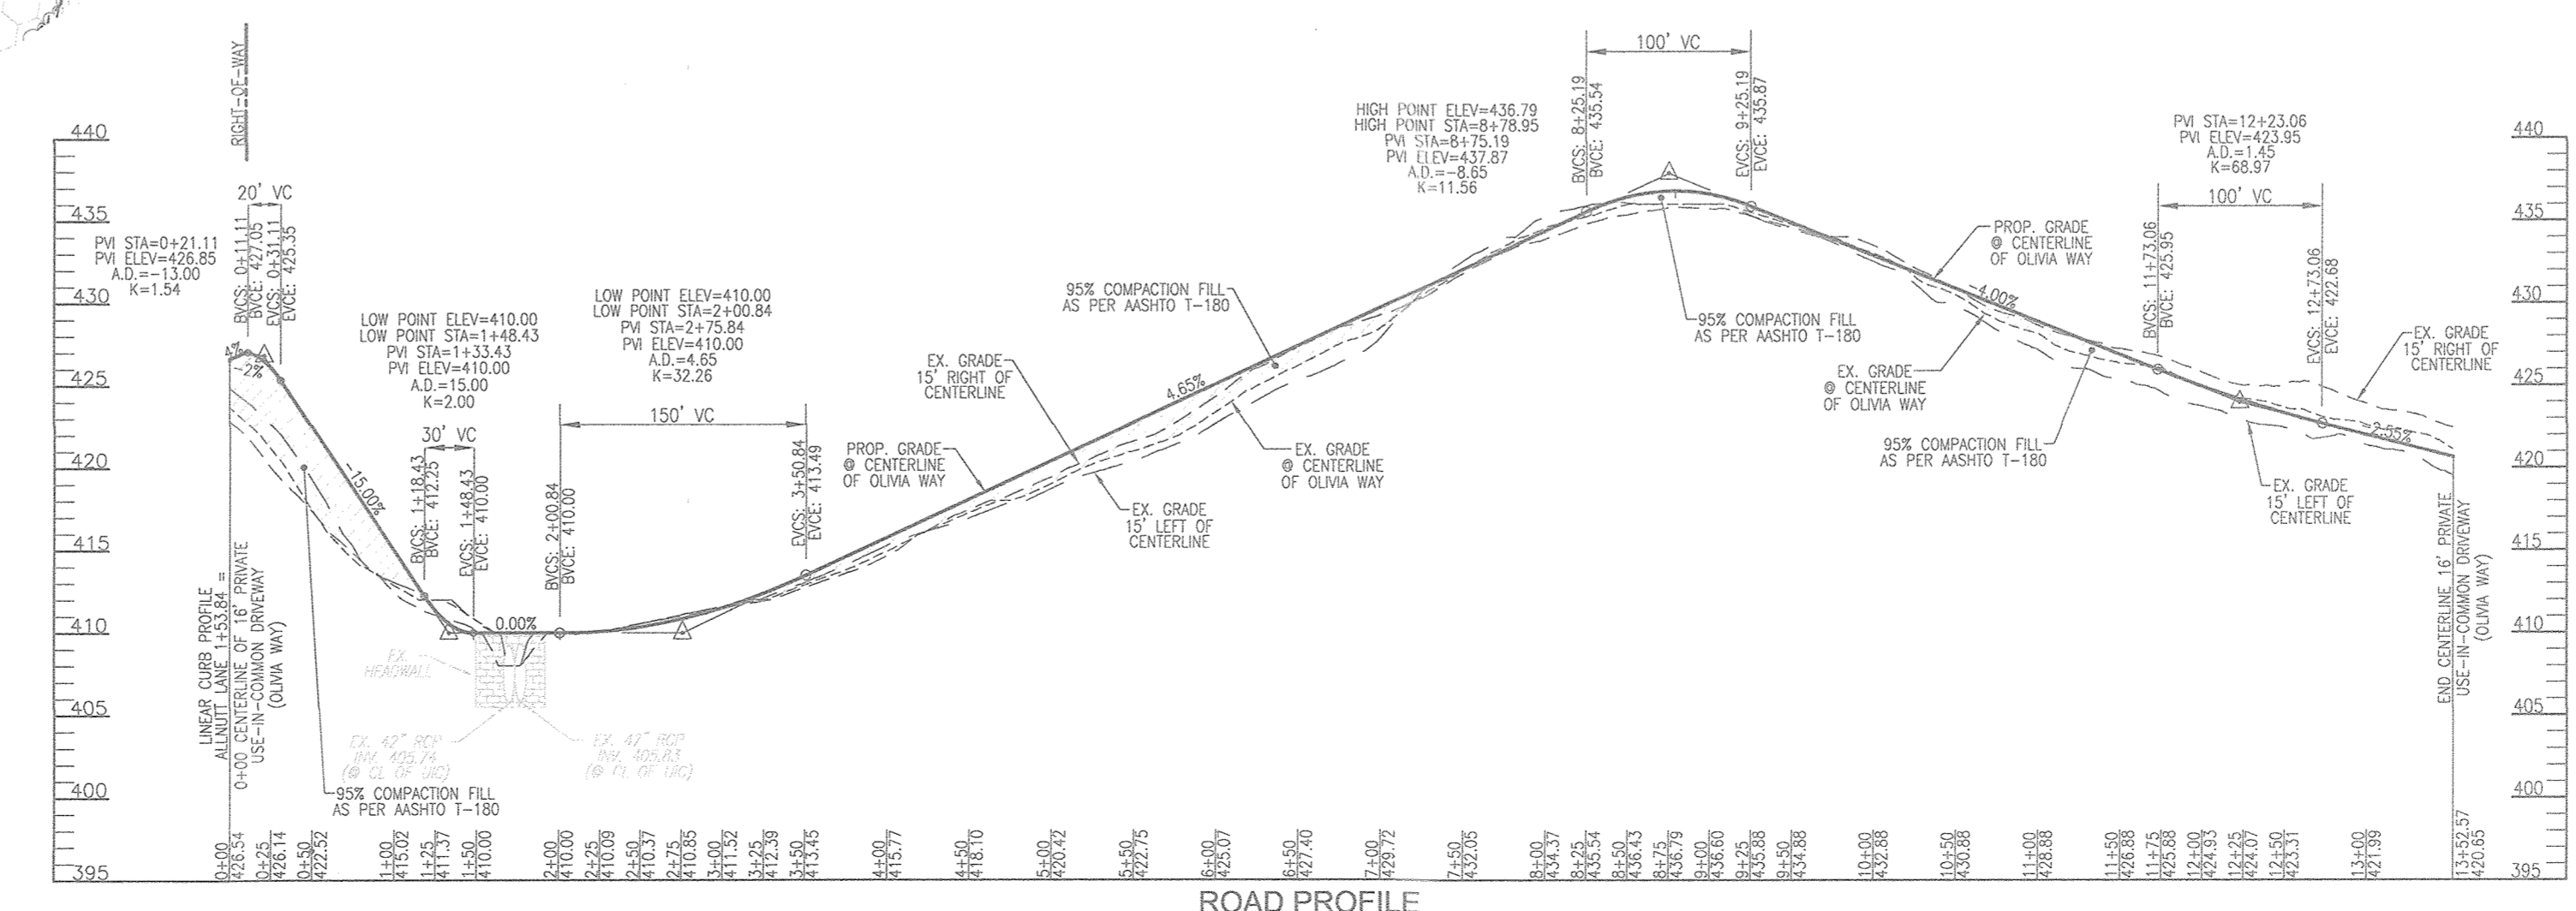 RIGHT-OF-WAY
440
435
430
425
420
415
410
405
400
395
PVI STA=0+21.11
PVI ELEV=426.85
A.D.=-13.00
K=1.54
20' VC
BVCS: 0+11.11
BVCE: 427.05
EVCS: 0+31.11
EVCE: 425.35
4%
-2%
-15.00%
LOW POINT ELEV=410.00
LOW POINT STA=1+48.43
PVI STA=1+33.43
PVI ELEV=410.00
A.D.=15.00
K=2.00
30' VC
BVCS: 1+18.43
BVCE: 412.25
EVCS: 1+48.43
EVCE: 410.00
0.00%
LOW POINT ELEV=410.00
LOW POINT STA=2+00.84
PVI STA=2+75.84
PVI ELEV=410.00
A.D.=4.65
K=32.26
150' VC
BVCS: 2+00.84
BVCE: 410.00
EVCS: 3+50.84
EVCE: 413.49
LINEAR CURB PROFILE
ALLNUTT LANE 1+53.84 =
0+00 CENTERLINE OF 16' PRIVATE
USE-IN-COMMON DRIVEWAY
(OLIVIA WAY)
EX.
HEADWALL
EX. 42" RCP
INV. 405.74
(@ CL OF UIC)
EX. 42" RCP
INV. 405.83
(@ CL OF UIC)
95% COMPACTION FILL
AS PER AASHTO T-180
PROP. GRADE
@ CENTERLINE
OF OLIVIA WAY
EX. GRADE
15' RIGHT OF
CENTERLINE
EX. GRADE
15' LEFT OF
CENTERLINE
4.65%
95% COMPACTION FILL
AS PER AASHTO T-180
EX. GRADE
@ CENTERLINE
OF OLIVIA WAY
HIGH POINT ELEV=436.79
HIGH POINT STA=8+78.95
PVI STA=8+75.19
PVI ELEV=437.87
A.D.=-8.65
K=11.56
100' VC
BVCS: 8+25.19
BVCE: 435.54
EVCS: 9+25.19
EVCE: 435.87
95% COMPACTION FILL
AS PER AASHTO T-180
PROP. GRADE
@ CENTERLINE
OF OLIVIA WAY
-4.00%
EX. GRADE
@ CENTERLINE
OF OLIVIA WAY
95% COMPACTION FILL
AS PER AASHTO T-180
PVI STA=12+23.06
PVI ELEV=423.95
A.D.=1.45
K=68.97
100' VC
BVCS: 11+73.06
BVCE: 425.95
EVCS: 12+73.06
EVCE: 422.68
EX. GRADE
15' RIGHT OF
CENTERLINE
-2.55%
EX. GRADE
15' LEFT OF
CENTERLINE
END CENTERLINE 16' PRIVATE
USE-IN-COMMON DRIVEWAY
(OLIVIA WAY)
440
435
430
425
420
415
410
405
400
395
0+00
426.54
0+25
426.14
0+50
422.52
1+00
415.02
1+25
411.37
1+50
410.00
2+00
410.00
2+25
410.09
2+50
410.37
2+75
410.85
3+00
411.52
3+25
412.39
3+50
413.45
4+00
415.77
4+50
418.10
5+00
420.42
5+50
422.75
6+00
425.07
6+50
427.40
7+00
429.72
7+50
432.05
8+00
434.37
8+25
435.54
8+50
436.43
8+75
436.79
9+00
436.60
9+25
435.88
9+50
434.88
10+00
432.88
10+50
430.88
11+00
428.88
11+50
426.88
11+75
425.88
12+00
424.93
12+25
424.07
12+50
423.31
13+00
421.99
13+52.57
420.65
ROAD PROFILE